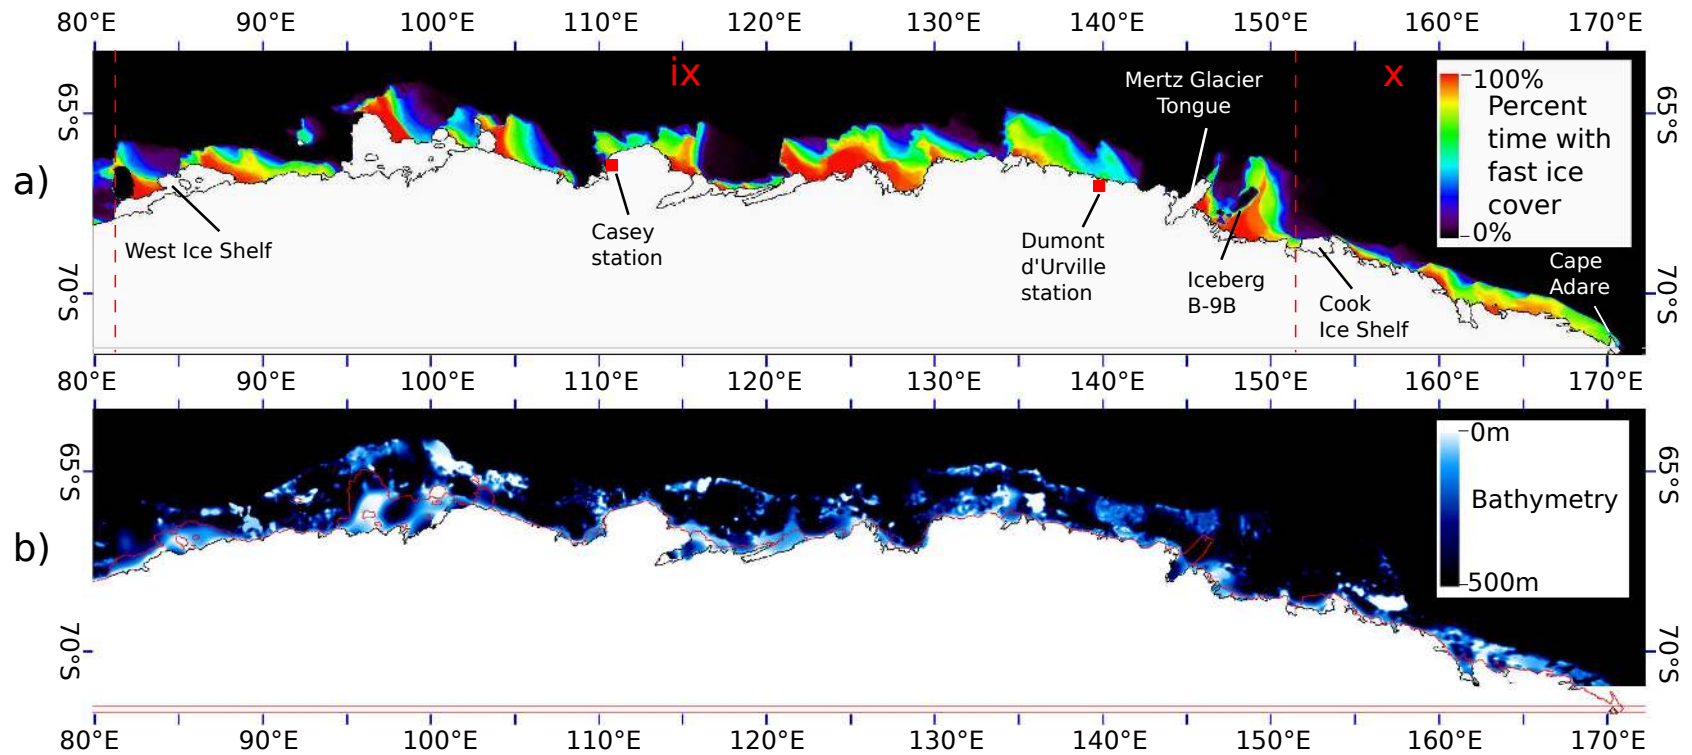 80°E 90°E 100°E 110°E 120°E 130°E 140°E 150°E 160°E 170°E
a)
65°S
70°S
ix
x
Mertz Glacier
Tongue
100%
Percent
time with
fast ice
cover
0%
65°S
70°S
West Ice Shelf
Casey
station
Dumont
d'Urville
station
Iceberg
B-9B
Cook
Ice Shelf
Cape
Adare
80°E 90°E 100°E 110°E 120°E 130°E 140°E 150°E 160°E 170°E
b)
65°S
70°S
0m
Bathymetry
500m
65°S
70°S
80°E 90°E 100°E 110°E 120°E 130°E 140°E 150°E 160°E 170°E